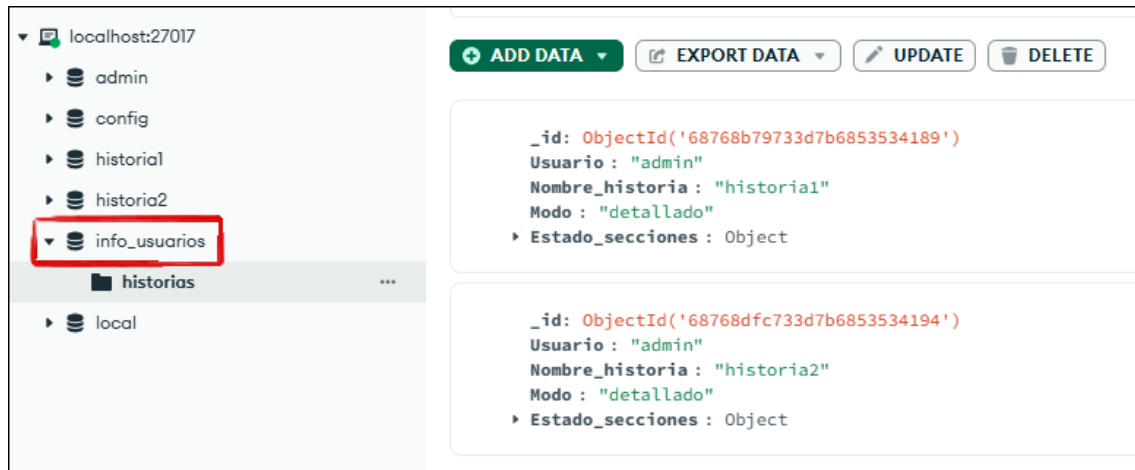 localhost:27017
admin
config
historia1
historia2
info_usuarios
historias
local
ADD DATA
EXPORT DATA
UPDATE
DELETE
_id: ObjectId('68768b79733d7b6853534189')
Usuario : "admin"
Nombre_historia : "historia1"
Modo : "detallado"
Estado_secciones : Object
_id: ObjectId('68768dfc733d7b6853534194')
Usuario : "admin"
Nombre_historia : "historia2"
Modo : "detallado"
Estado_secciones : Object